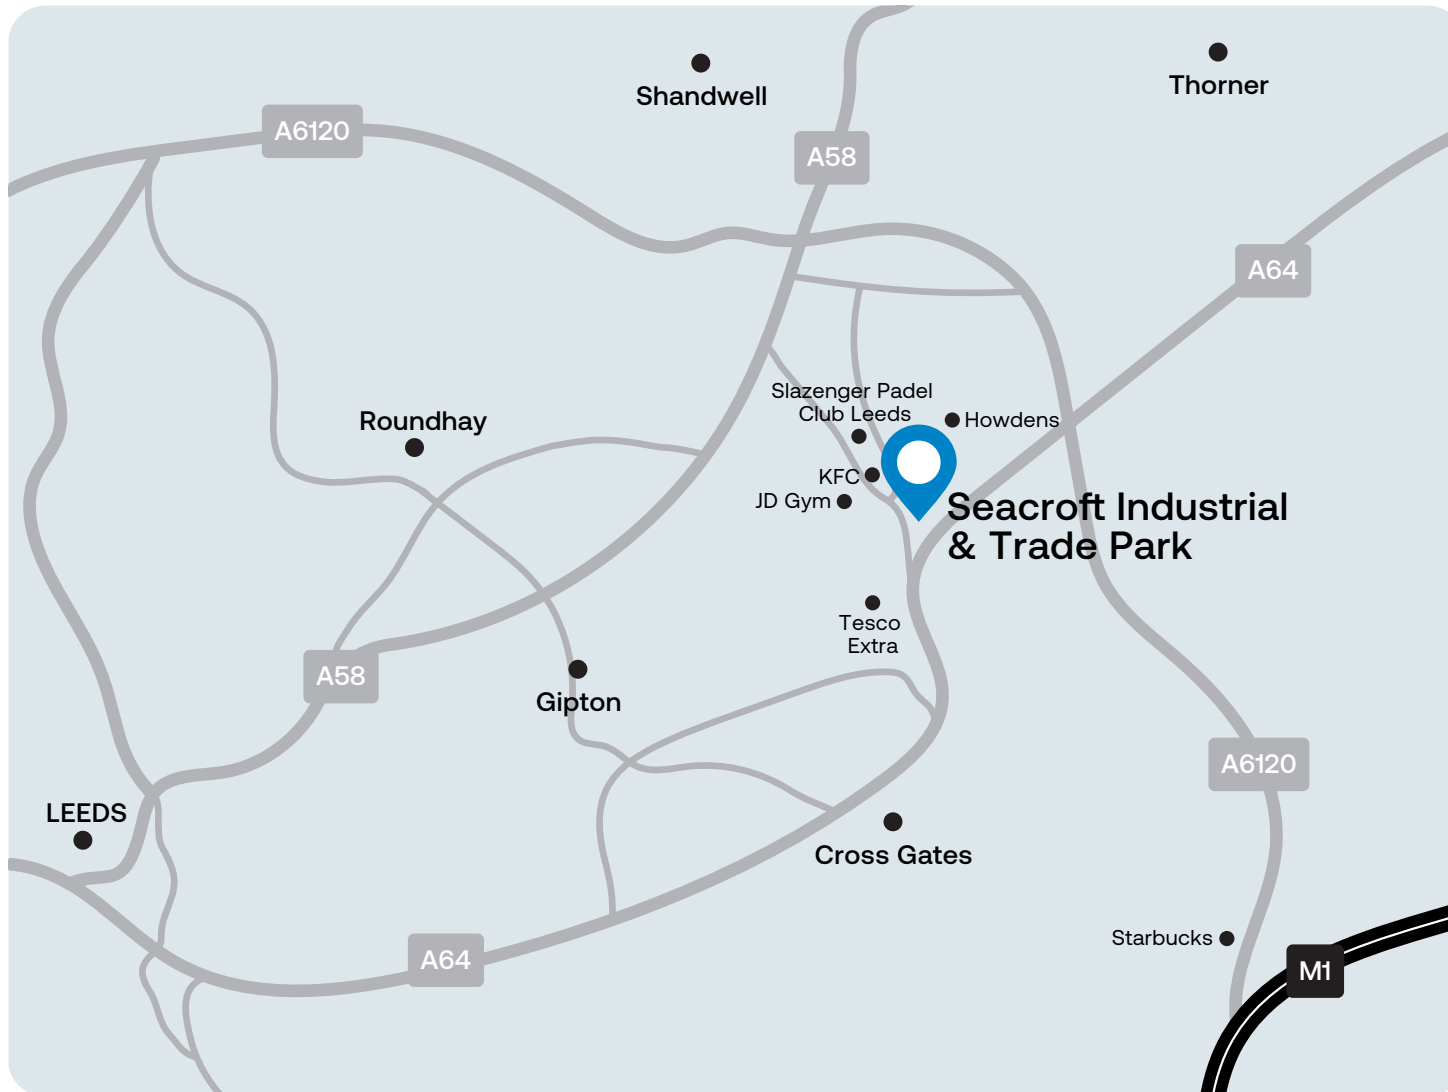 Shandwell
Thorner
A6120
A58
A64
Slazenger Padel
Club Leeds
Howdens
Roundhay
KFC
JD Gym
Seacroft Industrial
& Trade Park
Tesco
Extra
A58
Gipton
A6120
LEEDS
Cross Gates
Starbucks
A64
M1